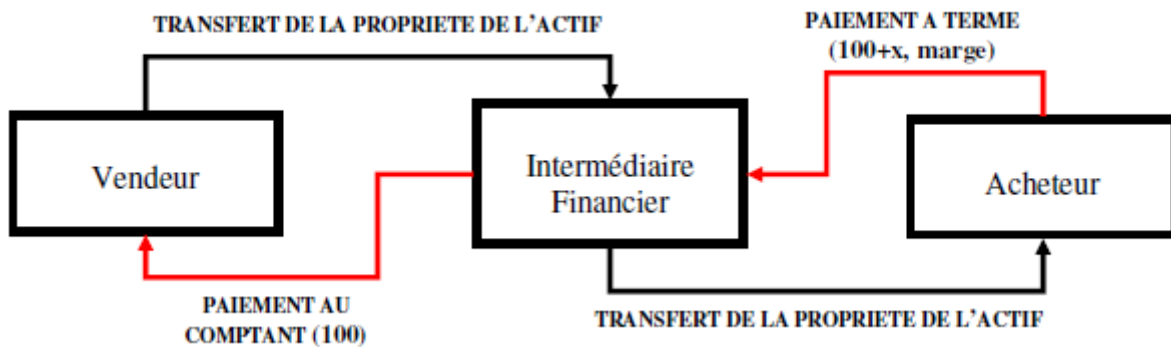 TRANSFERT DE LA PROPRIETE DE L'ACTIF
PAIEMENT A TERME
(100+x, marge)
Vendeur
Intermédiaire
Financier
Acheteur
PAIEMENT AU
COMPTANT (100)
TRANSFERT DE LA PROPRIETE DE L'ACTIF